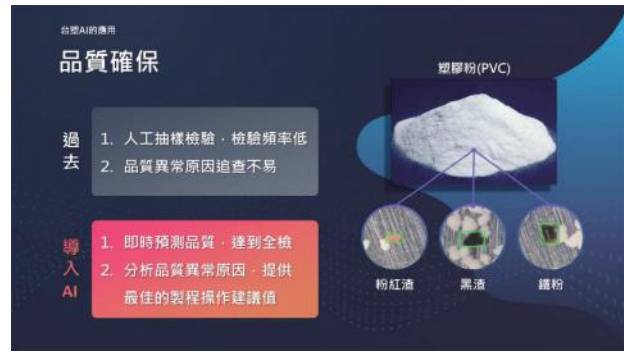 台塑AI的應用
品質確保
過去
1. 人工抽樣檢驗，檢驗頻率低
2. 品質異常原因追查不易
導入AI
1. 即時預測品質，達到全檢
2. 分析品質異常原因，提供
最佳的製程操作建議值
塑膠粉(PVC)
粉紅渣
黑渣
鐵粉